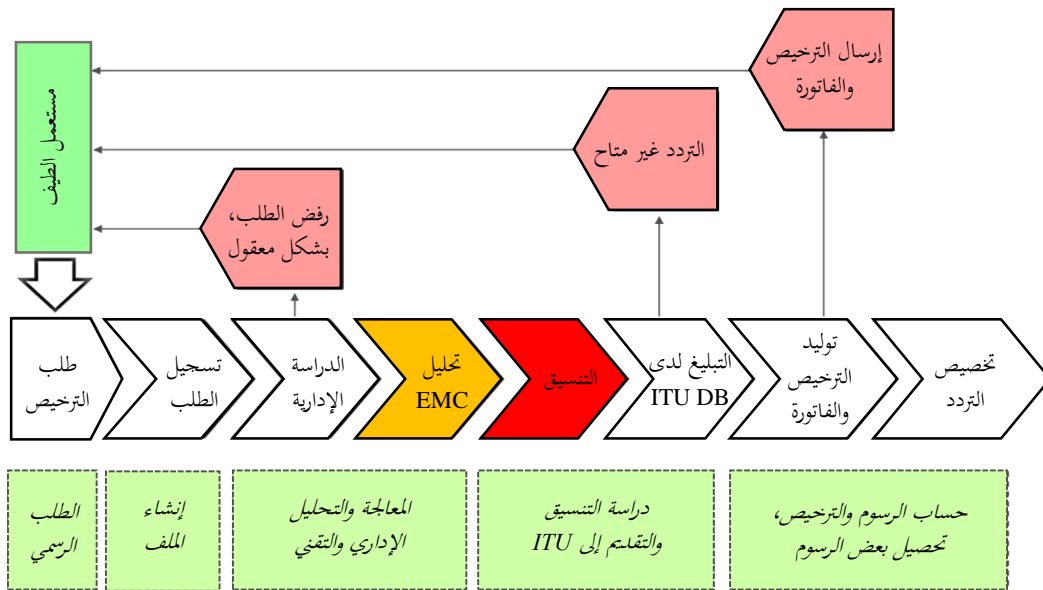 إرسال الترخيص
والفاتورة
التردد غير متاح
رفض الطلب،
بشكل معقول
مستعمل الطيف
طلب
الترخيص
تسجيل
الطلب
الدراسة
الإدارية
تحليل
EMC
التنسيق
التبليغ لدى
ITU DB
توليد
الترخيص
والفاتورة
تخصيص
التردد
الطلب
الرسمي
إنشاء
الملف
المعالجة والتحليل
الإداري والتقني
دراسة التنسيق
والتقديم إلى ITU
حساب الرسوم والترخيص،
تحصيل بعض الرسوم